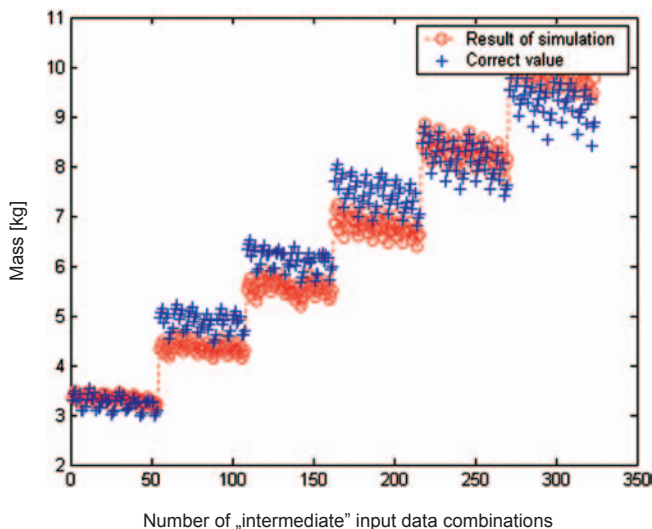 11
10
9
8
7
6
5
4
3
2
Mass [kg]
Result of simulation
Correct value
0 50 100 150 200 250 300 350
Number of „intermediate” input data combinations